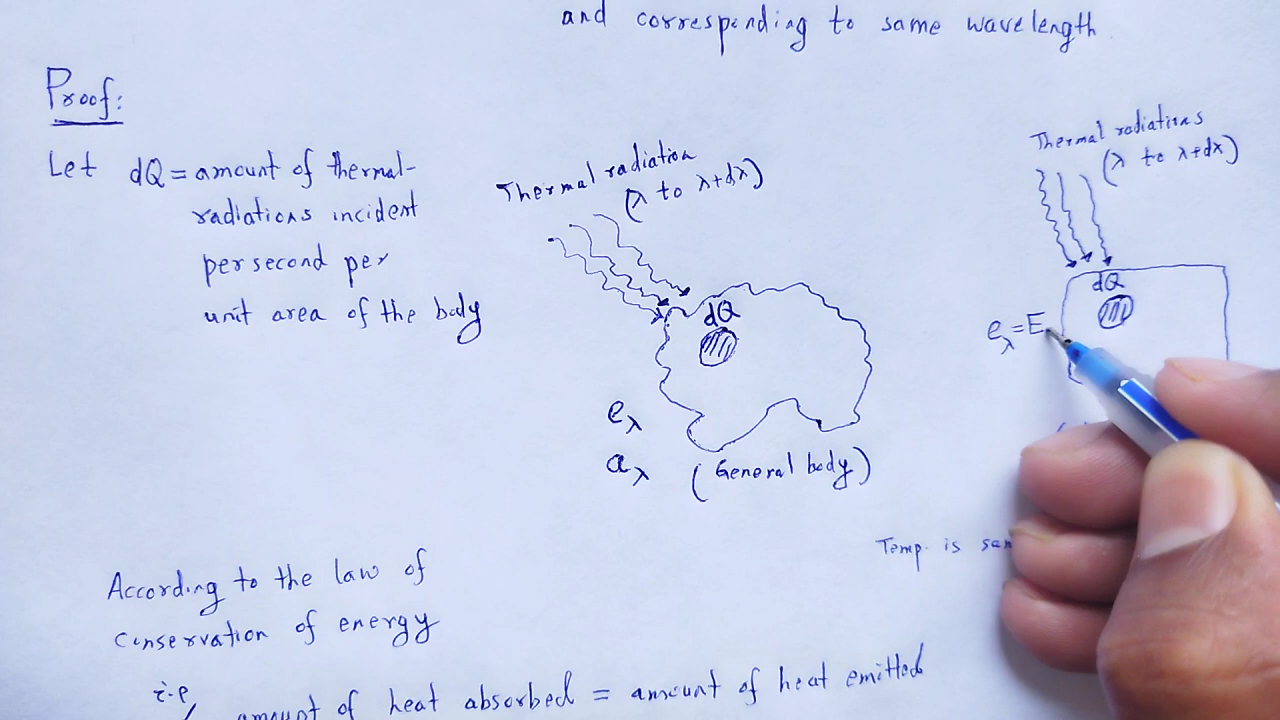 and corresponding to same wavelength
Proof:
Let dQ = amount of thermal-
radiations incident
per second per
unit area of the body
Thermal radiation
(λ to λ+dλ)
dQ
eλ
aλ
(General body)
Thermal radiations
(λ to λ+dλ)
dQ
eλ = E
Temp. is
According to the law of
conservation of energy
i.e amount of heat absorbed = amount of heat emitted